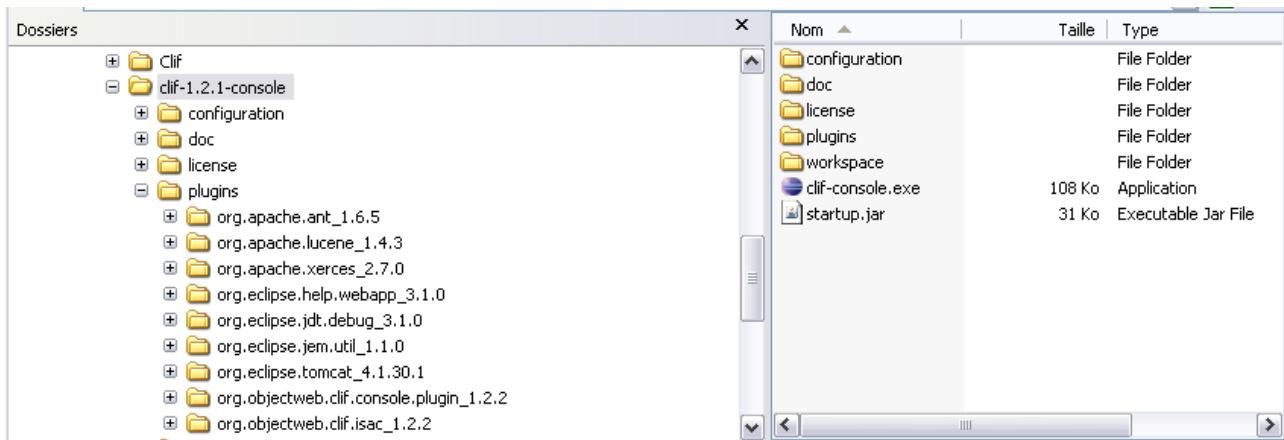 Dossiers
Clif
clif-1.2.1-console
configuration
doc
license
plugins
org.apache.ant_1.6.5
org.apache.lucene_1.4.3
org.apache.xerces_2.7.0
org.eclipse.help.webapp_3.1.0
org.eclipse.jdt.debug_3.1.0
org.eclipse.jem.util_1.1.0
org.eclipse.tomcat_4.1.30.1
org.objectweb.clif.console.plugin_1.2.2
org.objectweb.clif.isac_1.2.2
Nom Taille Type
configuration File Folder
doc File Folder
license File Folder
plugins File Folder
workspace File Folder
clif-console.exe 108 Ko Application
startup.jar 31 Ko Executable Jar File